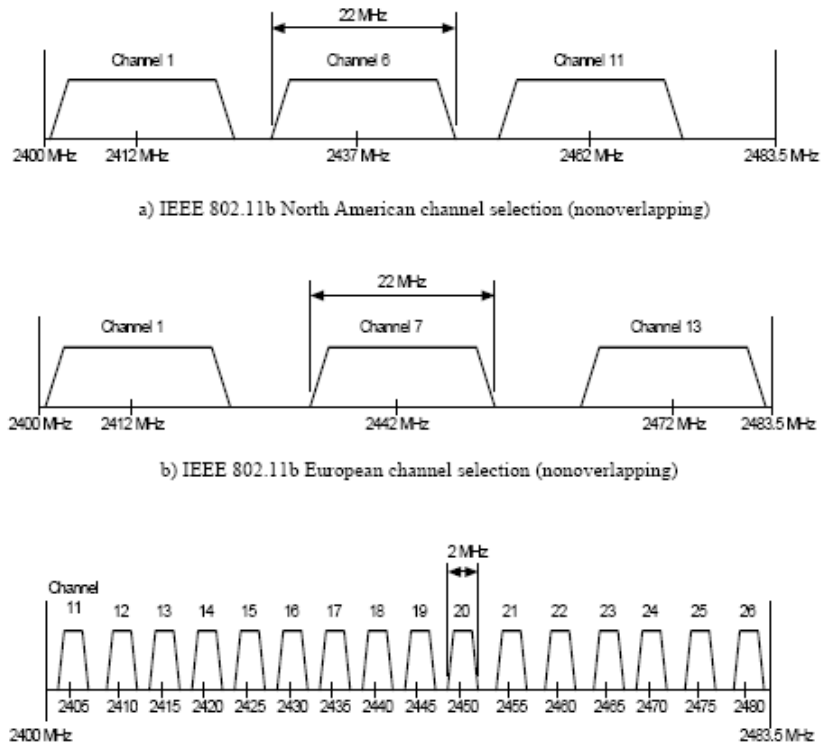 22 MHz
Channel 1 Channel 6 Channel 11
2400 MHz 2412 MHz 2437 MHz 2462 MHz 2483.5 MHz
a) IEEE 802.11b North American channel selection (nonoverlapping)
22 MHz
Channel 1 Channel 7 Channel 13
2400 MHz 2412 MHz 2442 MHz 2472 MHz 2483.5 MHz
b) IEEE 802.11b European channel selection (nonoverlapping)
2 MHz
Channel
11 12 13 14 15 16 17 18 19 20 21 22 23 24 25 26
2405 2410 2415 2420 2425 2430 2435 2440 2445 2450 2455 2460 2465 2470 2475 2480
2400 MHz 2483.5 MHz